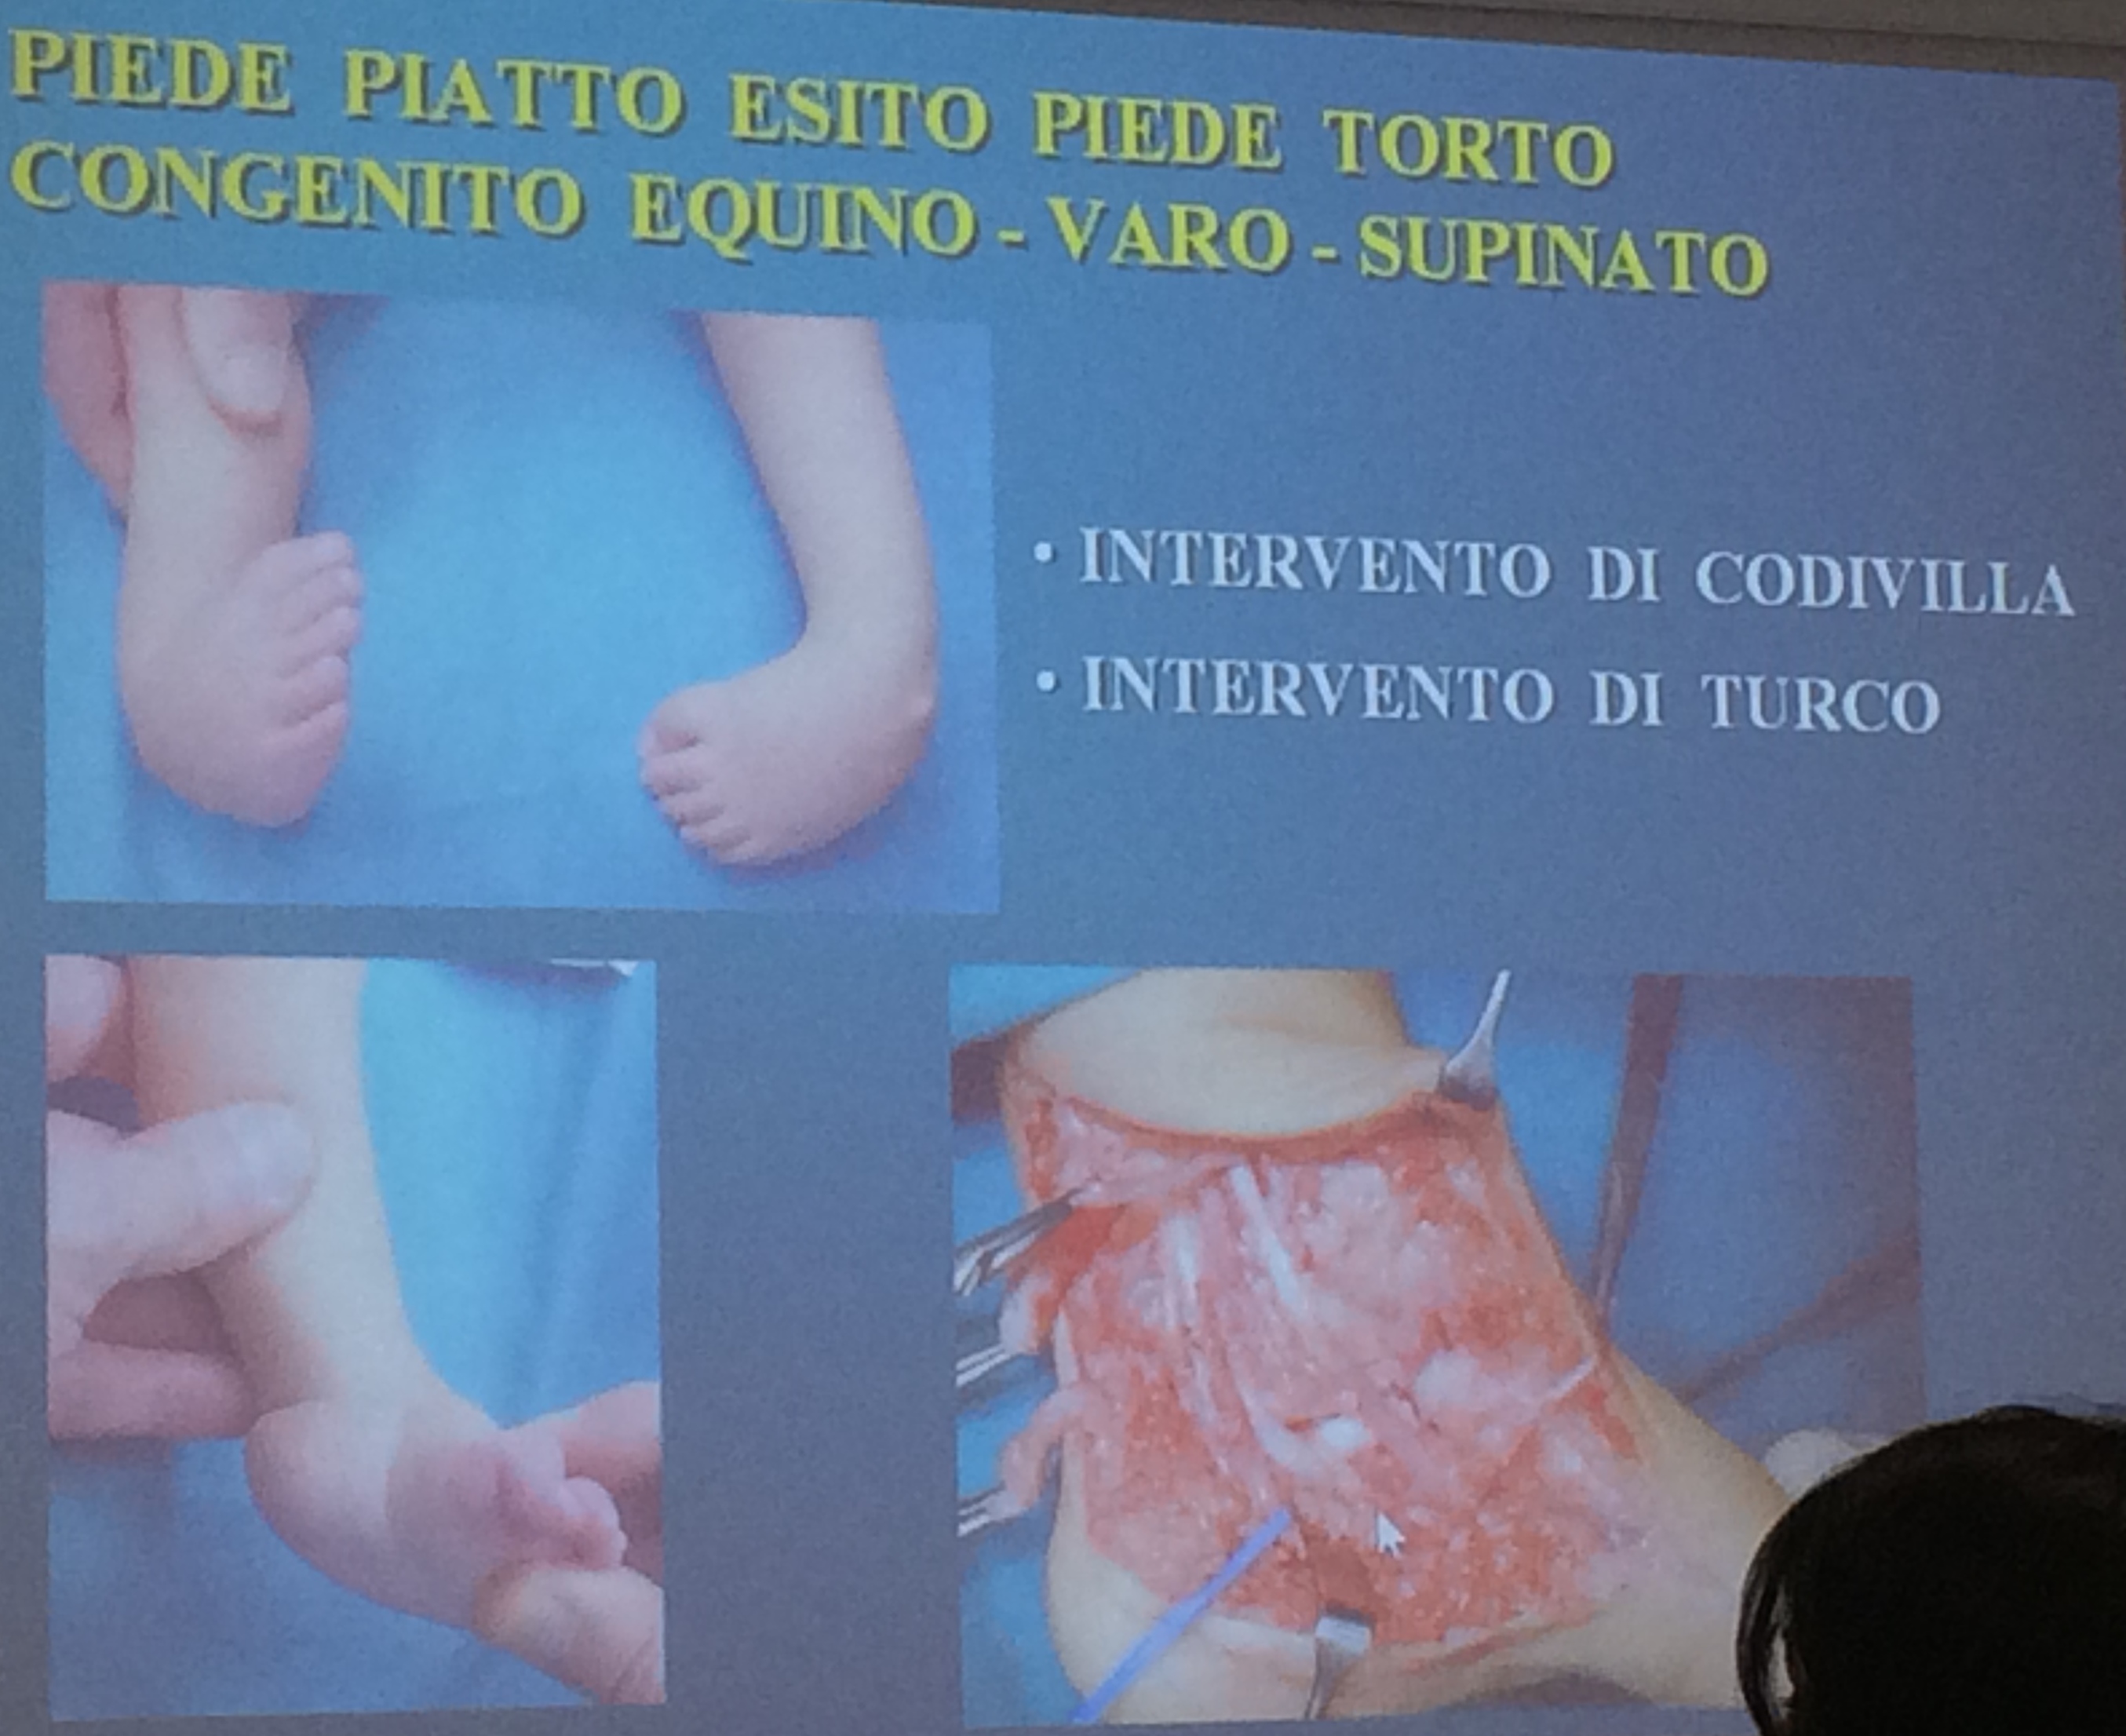 PIEDE PIATTO ESITO PIEDE TORTO
CONGENITO EQUINO - VARO - SUPINATO
• INTERVENTO DI CODIVILLA
• INTERVENTO DI TURCO